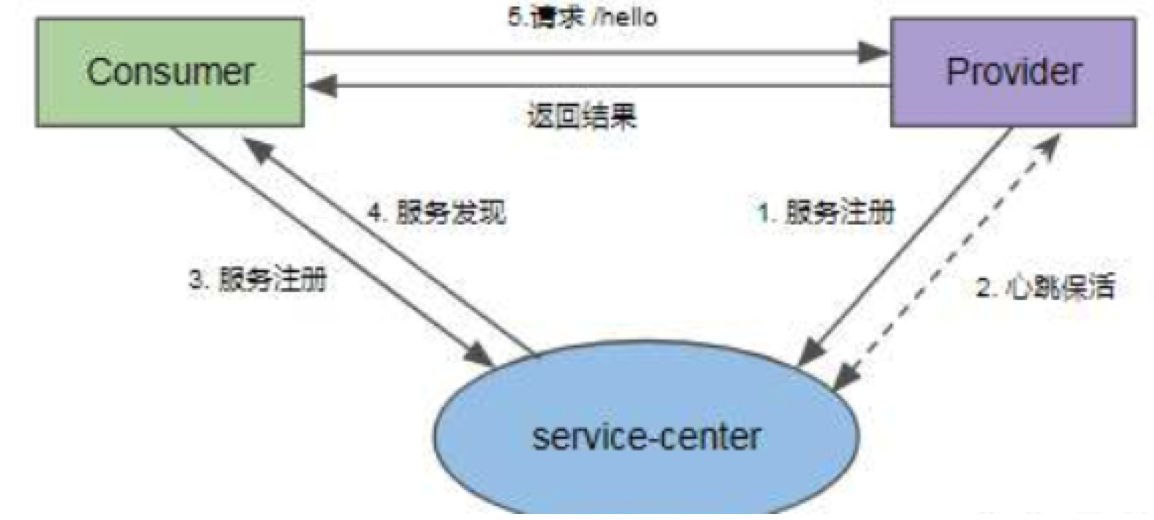 5.请求 /hello
Consumer
Provider
返回结果
4. 服务发现
1. 服务注册
3. 服务注册
2. 心跳保活
service-center